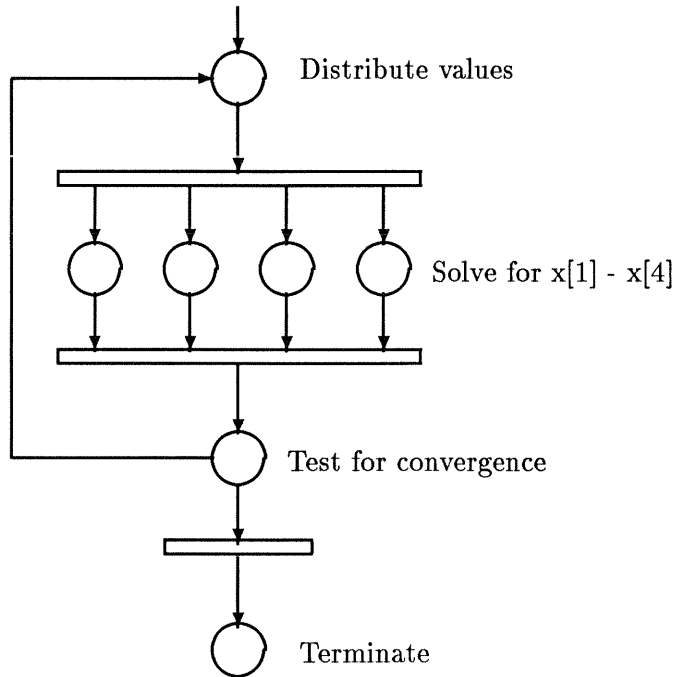 Distribute values
Solve for x[1] - x[4]
Test for convergence
Terminate